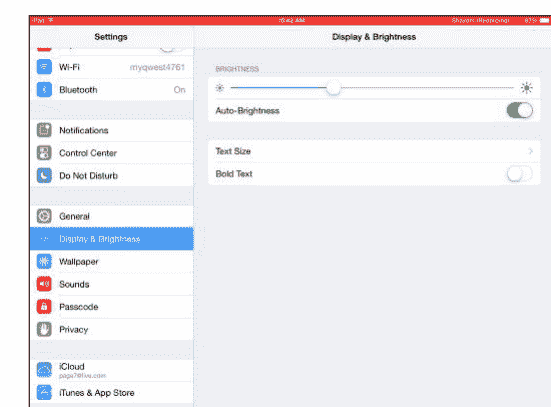 iPad
Settings
Wi-Fi myqwest4761
Bluetooth On
Notifications
Control Center
Do Not Disturb
General
Display & Brightness
Wallpaper
Sounds
Passcode
Privacy
iCloud
iTunes & App Store
Display & Brightness
BRIGHTNESS
Auto-Brightness
Text Size
Bold Text